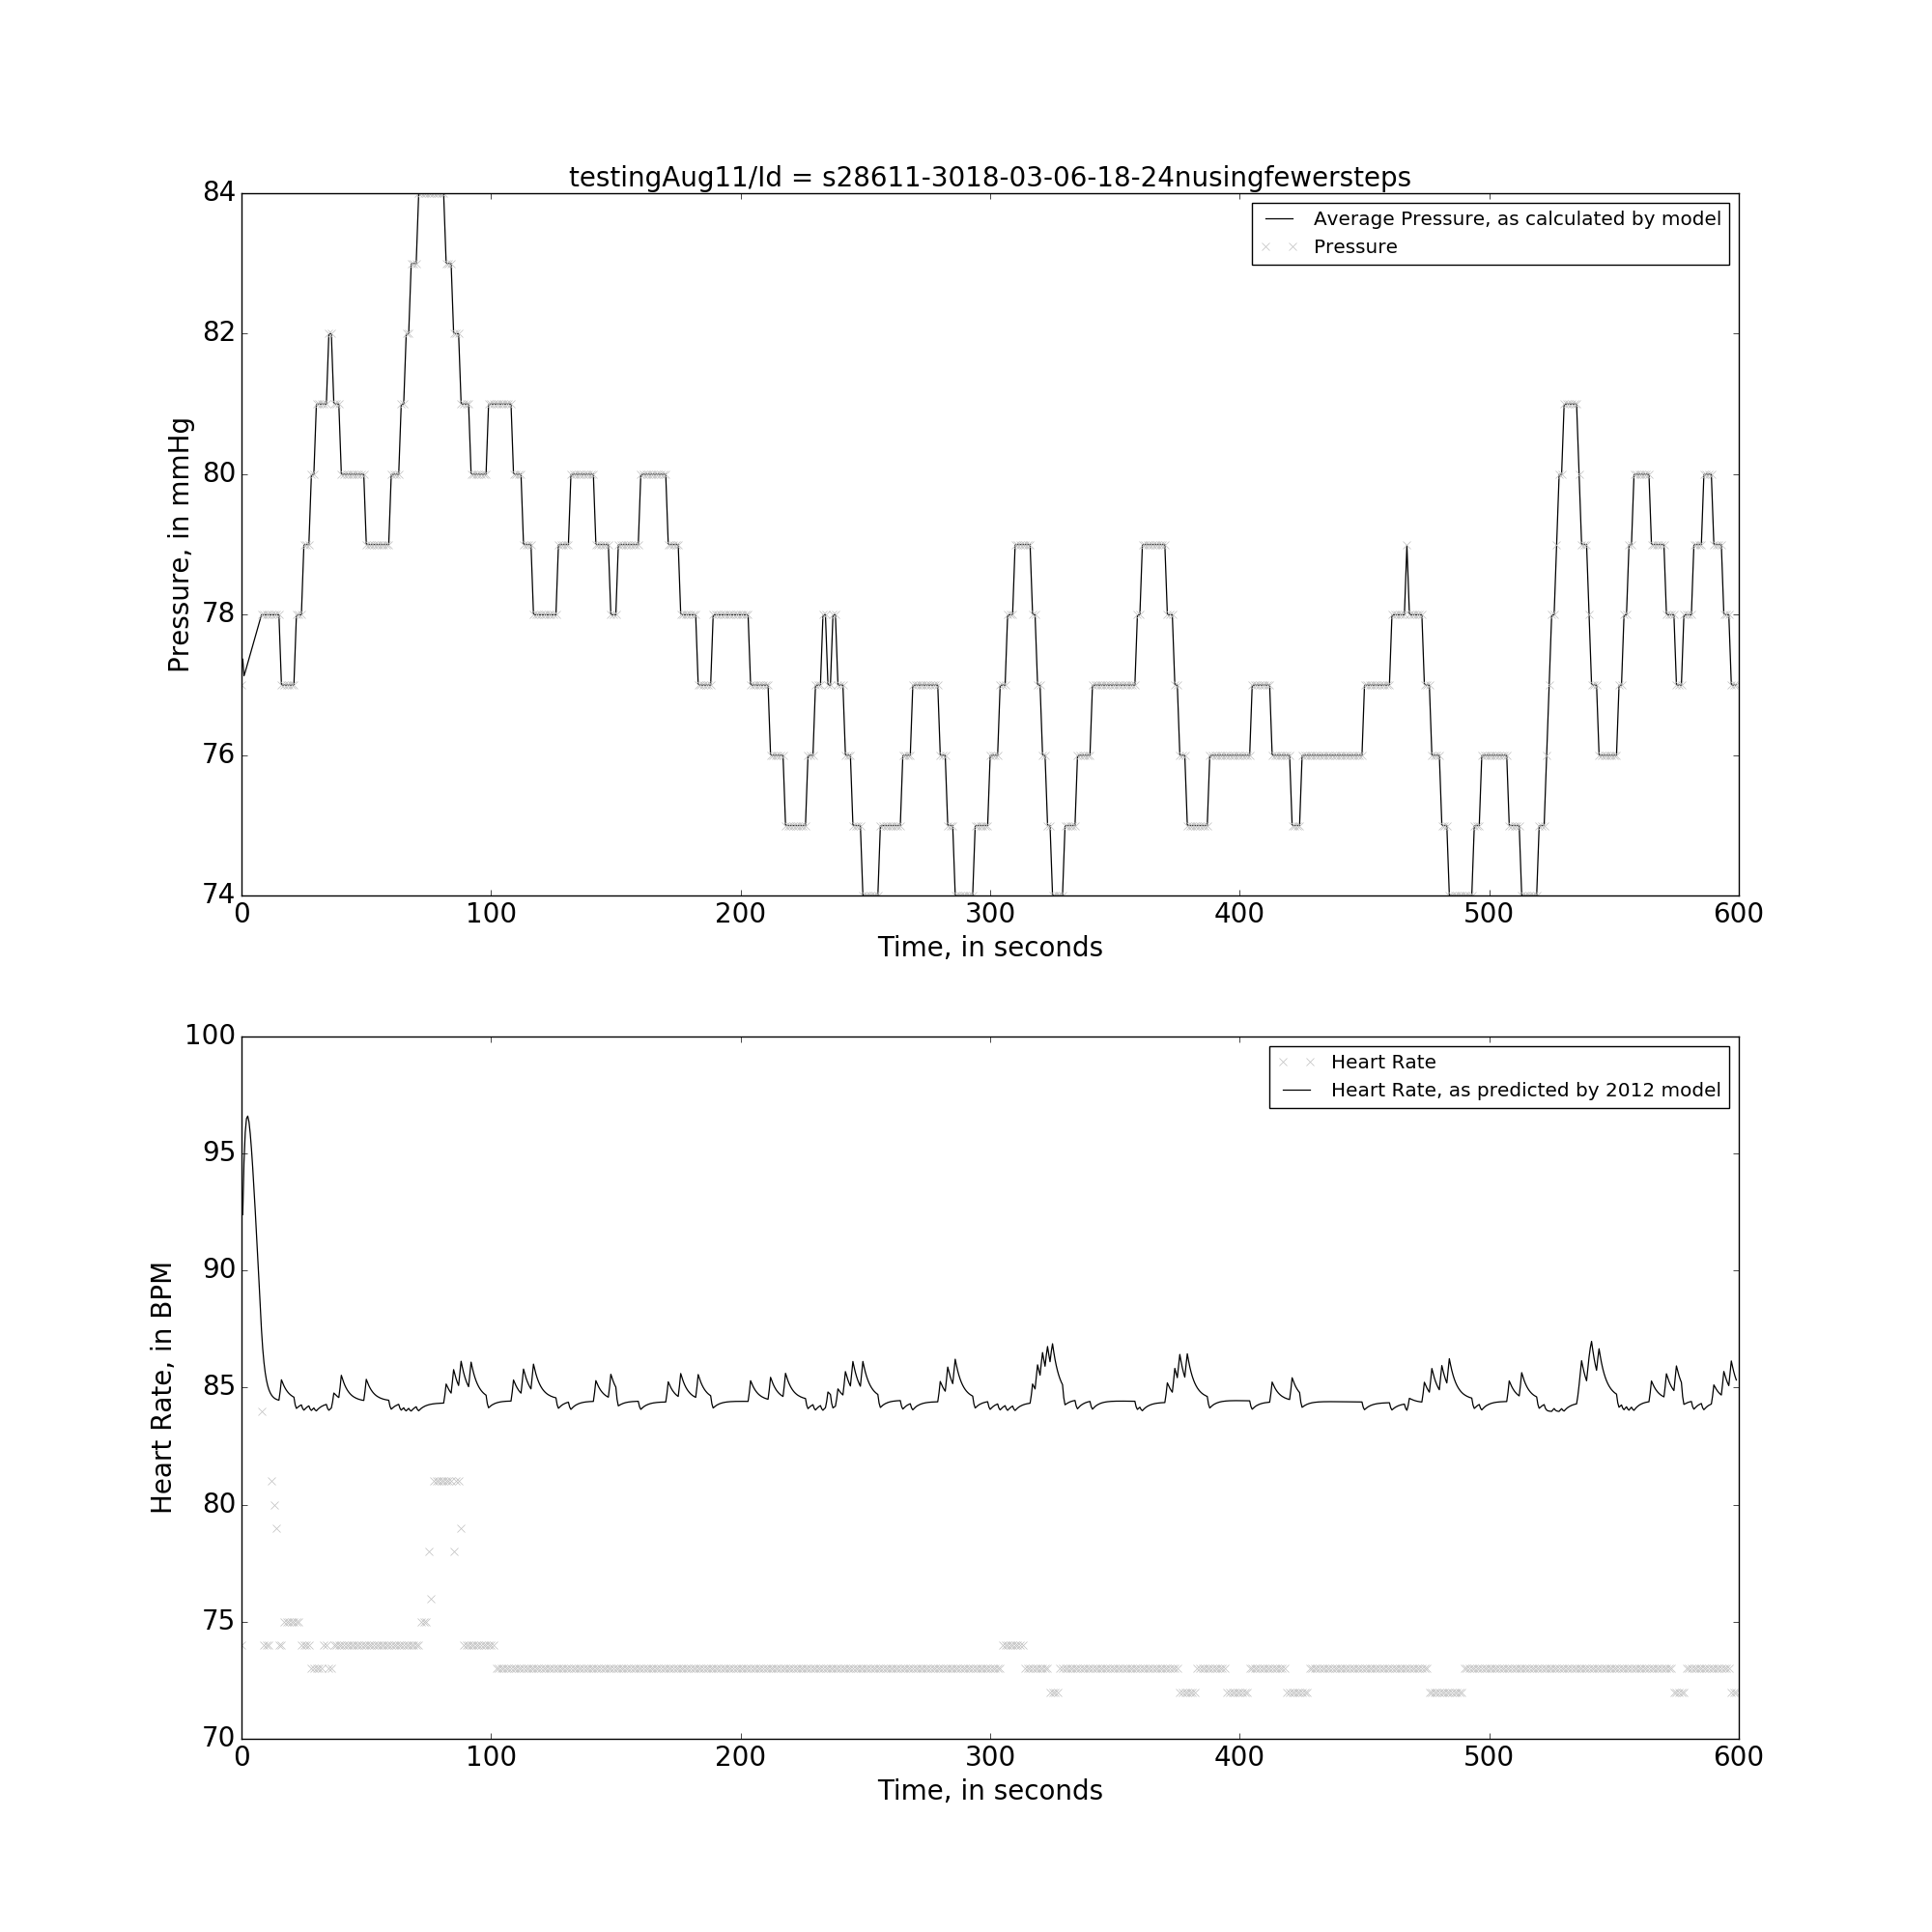 testingAug11/Id = s28611-3018-03-06-18-24nusingfewersteps
84
82
80
78
76
74
Pressure, in mmHg
Average Pressure, as calculated by model
Pressure
0 100 200 300 400 500 600
Time, in seconds
100
95
90
85
80
75
70
Heart Rate, in BPM
Heart Rate
Heart Rate, as predicted by 2012 model
0 100 200 300 400 500 600
Time, in seconds